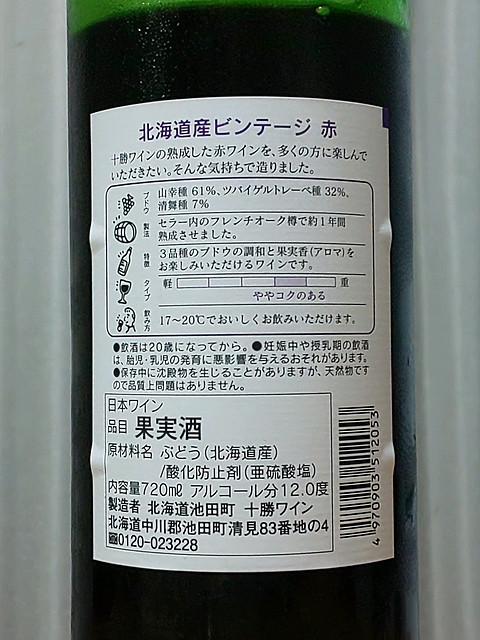 北海道産ビンテージ 赤
十勝ワインの熟成した赤ワインを、多くの方に楽しんで
いただきたい。そんな気持ちで造りました。
ブドウ
山幸種 61%、ツバイゲルトレーベ種 32%、
清舞種 7%
製法
セラー内のフレンチオーク樽で約1年間
熟成させました。
特徴
3品種のブドウの調和と果実香(アロマ)を
お楽しみいただけるワインです。
タイプ
軽 重
ややコクのある
飲み方
17〜20℃でおいしくお飲みいただけます。
●飲酒は20歳になってから。●妊娠中や授乳期の飲酒
は、胎児・乳児の発育に悪影響を与えるおそれがあります。
●保存中に沈殿物を生じることがありますが、天然物です
ので品質上問題はありません。
日本ワイン
品目 果実酒
原材料名 ぶどう(北海道産)
/酸化防止剤(亜硫酸塩)
内容量720mℓ アルコール分12.0度
製造者 北海道池田町 十勝ワイン
北海道中川郡池田町清見83番地の4
0120-023228
4 970903 512053